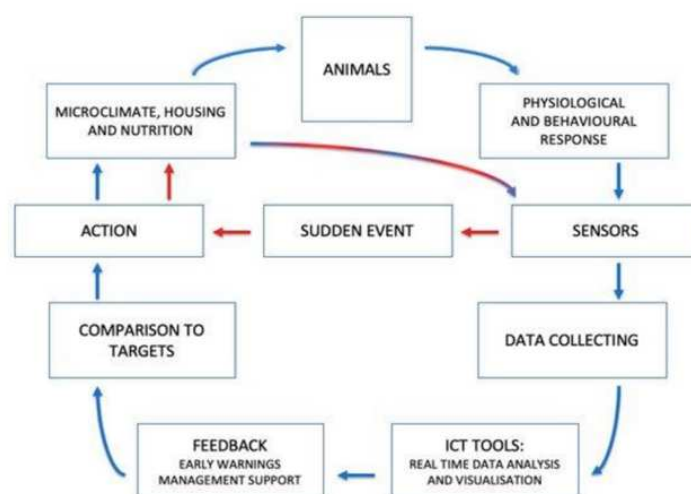 ANIMALS
MICROCLIMATE, HOUSING
AND NUTRITION
PHYSIOLOGICAL
AND BEHAVIOURAL
RESPONSE
ACTION
SUDDEN EVENT
SENSORS
COMPARISON TO
TARGETS
DATA COLLECTING
FEEDBACK
EARLY WARNINGS
MANAGEMENT SUPPORT
ICT TOOLS:
REAL TIME DATA ANALYSIS
AND VISUALISATION